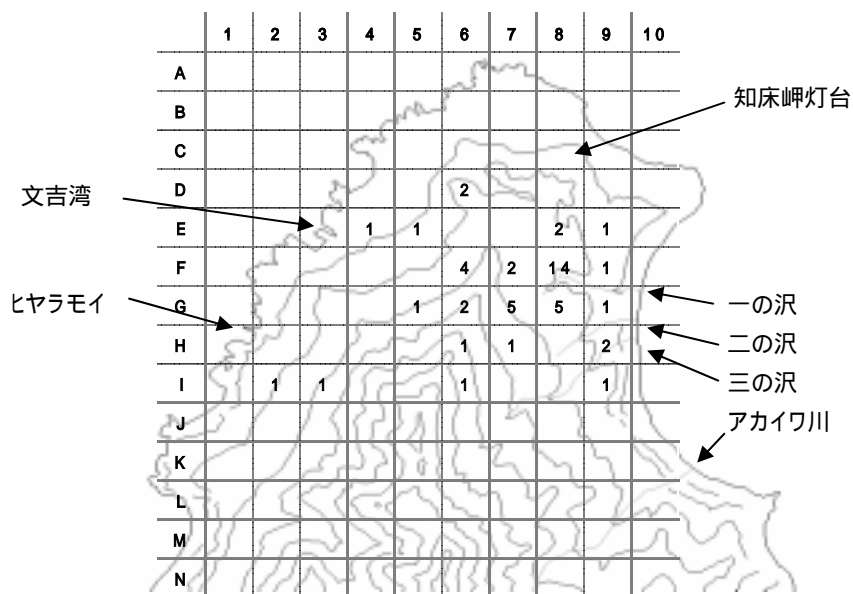 1 2 3 4 5 6 7 8 9 10
A
B
C
知床岬灯台
D 2
文吉湾
E 1 1 2 1
F 4 2 14 1
ヒヤラモイ
G 1 2 5 5 1
一の沢
H 1 1 2
二の沢
三の沢
I 1 1 1 1
J
アカイワ川
K
L
M
N